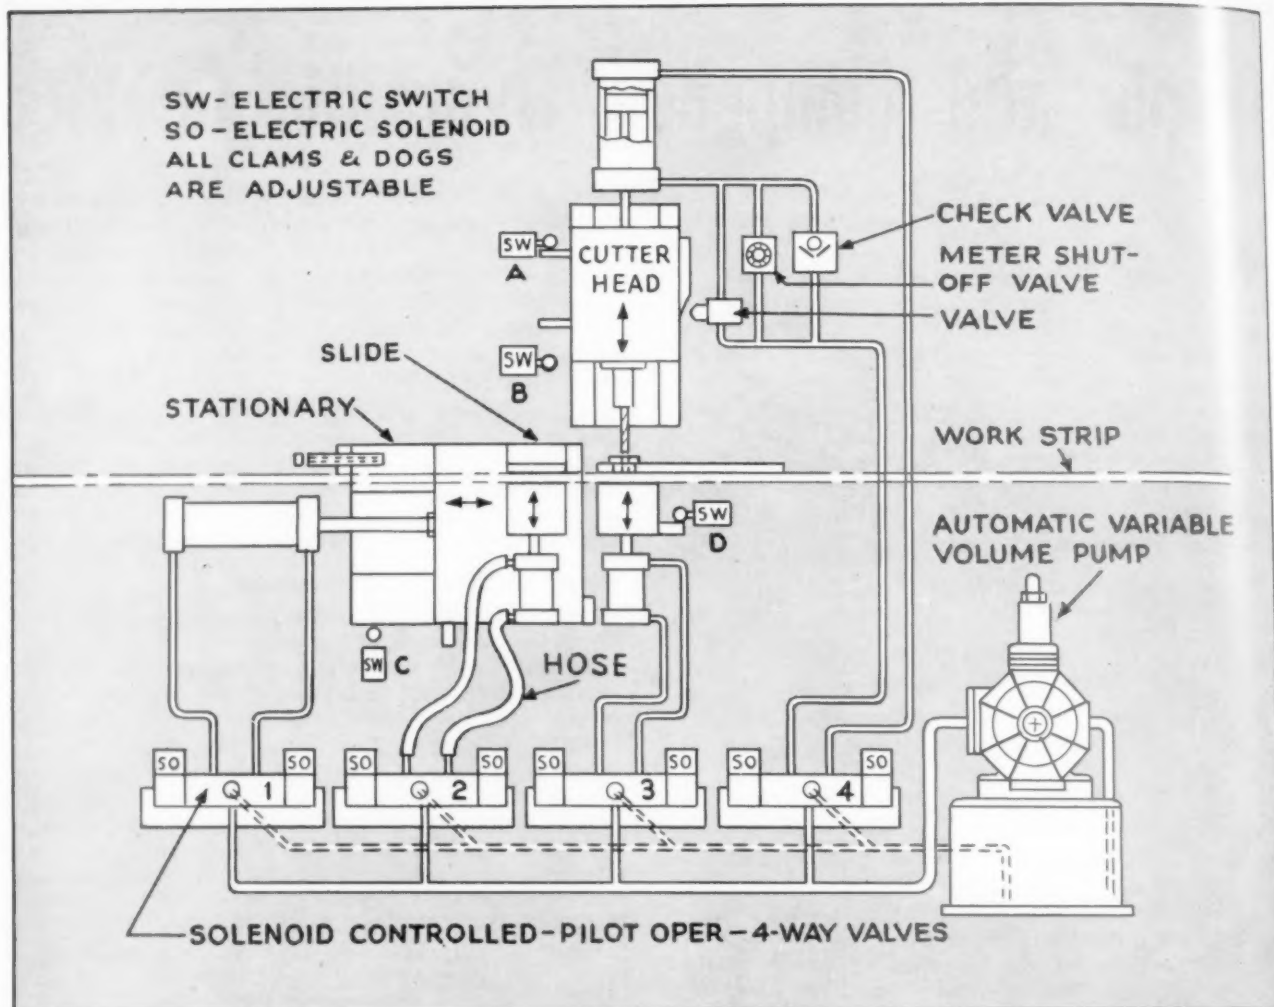 SW-ELECTRIC SWITCH
SO-ELECTRIC SOLENOID
ALL CLAMS & DOGS
ARE ADJUSTABLE
SW
A
CUTTER
HEAD
CHECK VALVE
METER SHUT-
OFF VALVE
VALVE
SLIDE
SW
B
STATIONARY
WORK STRIP
SW
D
AUTOMATIC VARIABLE
VOLUME PUMP
SW
C
HOSE
SO
SO
SO
SO
SO
SO
SO
SO
1
2
3
4
SOLENOID CONTROLLED-PILOT OPER-4-WAY VALVES